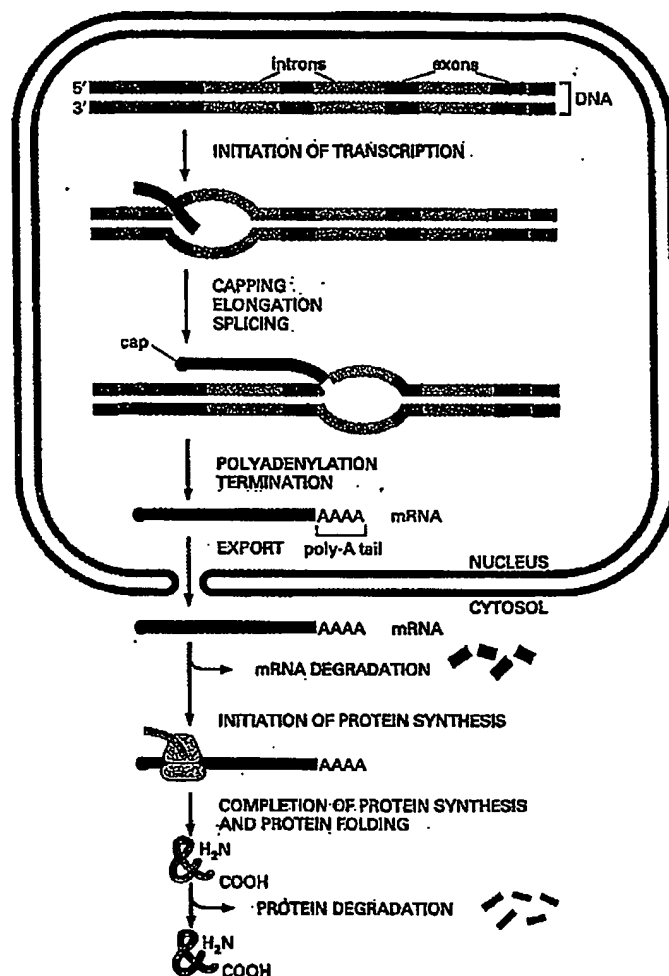 introns exons
5'
3'
DNA
INITIATION OF TRANSCRIPTION
CAPPING
ELONGATION
SPLICING
cap
POLYADENYLATION
TERMINATION
AAAA mRNA
EXPORT poly-A tail
NUCLEUS
CYTOSOL
AAAA mRNA
mRNA DEGRADATION
INITIATION OF PROTEIN SYNTHESIS
AAAA
COMPLETION OF PROTEIN SYNTHESIS
AND PROTEIN FOLDING
H₂N
COOH
PROTEIN DEGRADATION
H₂N
COOH